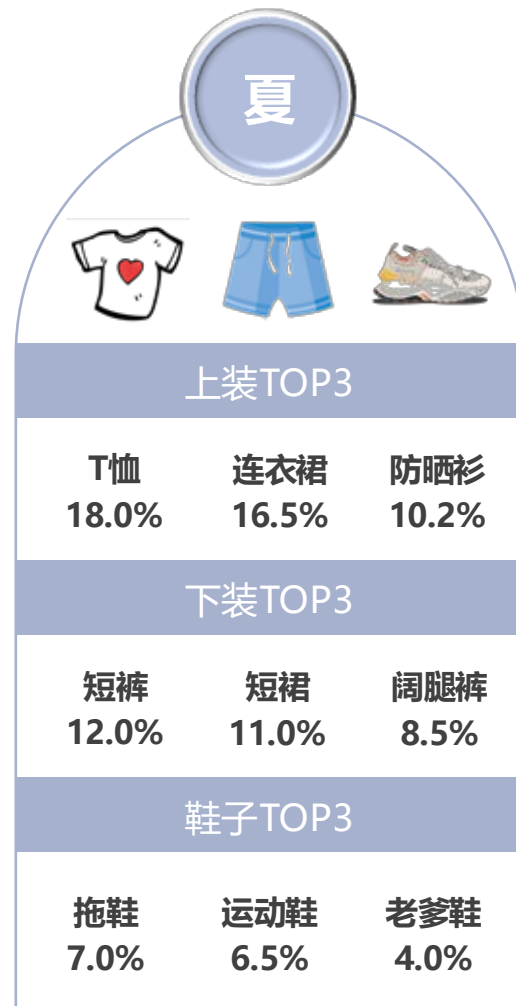 夏
上装TOP3
T恤 连衣裙 防晒衫
18.0% 16.5% 10.2%
下装TOP3
短裤 短裙 阔腿裤
12.0% 11.0% 8.5%
鞋子TOP3
拖鞋 运动鞋 老爹鞋
7.0% 6.5% 4.0%